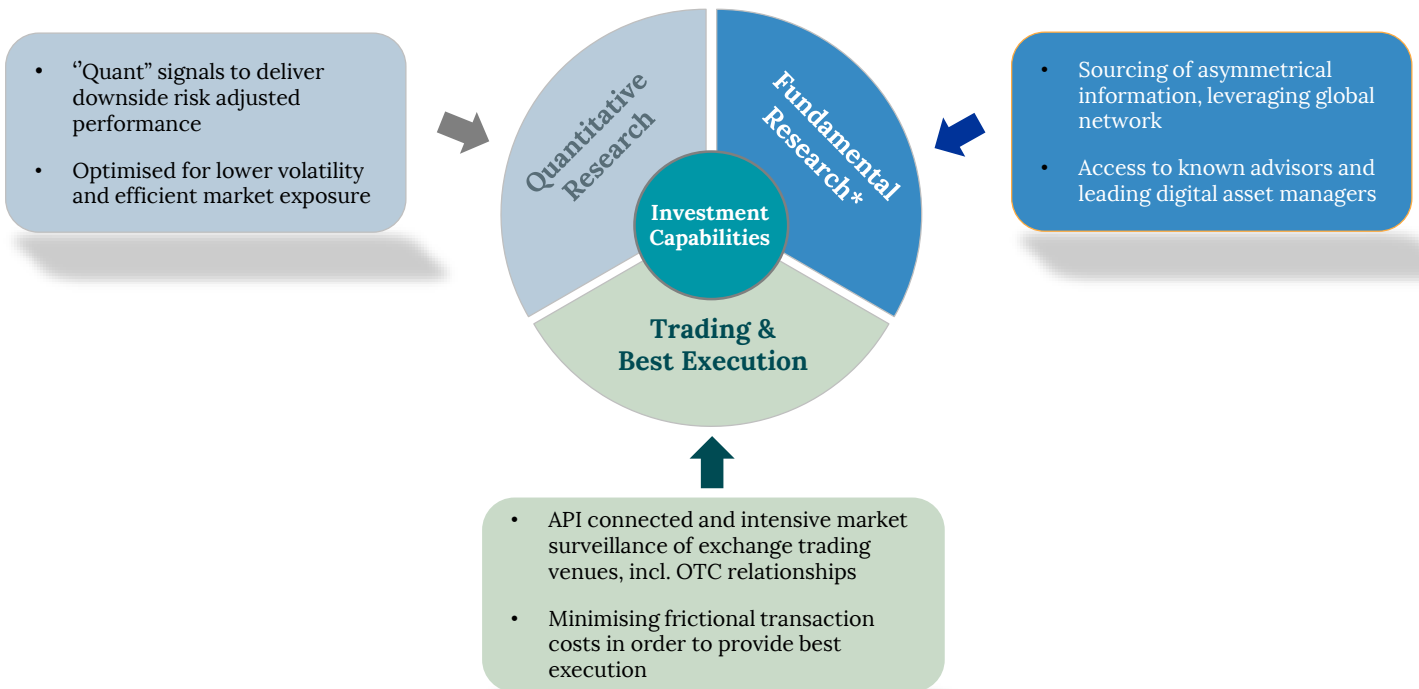 • ‘’Quant” signals to deliver
downside risk adjusted
performance
• Optimised for lower volatility
and efficient market exposure
Quantitative
Research
Fundamental
Research*
Investment
Capabilities
Trading &
Best Execution
• Sourcing of asymmetrical
information, leveraging global
network
• Access to known advisors and
leading digital asset managers
• API connected and intensive market
surveillance of exchange trading
venues, incl. OTC relationships
• Minimising frictional transaction
costs in order to provide best
execution